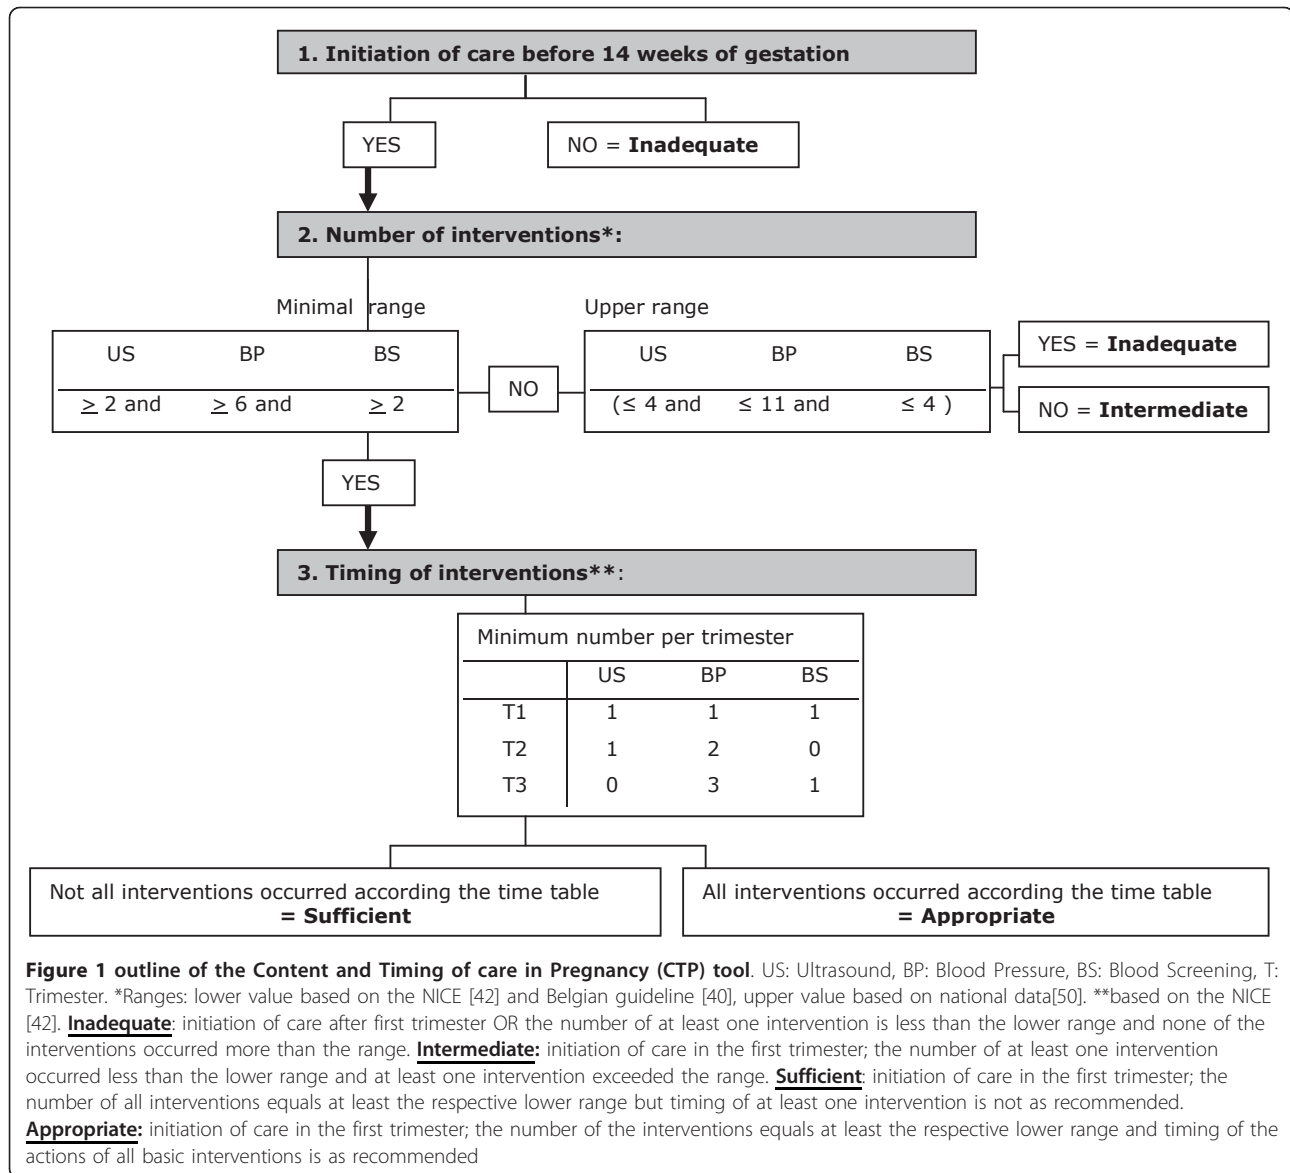 1. Initiation of care before 14 weeks of gestation
YES
NO = Inadequate
2. Number of interventions*:
Minimal range
Upper range
US BP BS
≥ 2 and ≥ 6 and ≥ 2
NO
US BP BS
(≤ 4 and ≤ 11 and ≤ 4 )
YES = Inadequate
NO = Intermediate
YES
3. Timing of interventions**:
Minimum number per trimester
US BP BS
T1 1 1 1
T2 1 2 0
T3 0 3 1
Not all interventions occurred according the time table
= Sufficient
All interventions occurred according the time table
= Appropriate
Figure 1 outline of the Content and Timing of care in Pregnancy (CTP) tool. US: Ultrasound, BP: Blood Pressure, BS: Blood Screening, T:
Trimester. *Ranges: lower value based on the NICE [42] and Belgian guideline [40], upper value based on national data[50]. **based on the NICE
[42]. Inadequate: initiation of care after first trimester OR the number of at least one intervention is less than the lower range and none of the
interventions occurred more than the range. Intermediate: initiation of care in the first trimester; the number of at least one intervention
occurred less than the lower range and at least one intervention exceeded the range. Sufficient: initiation of care in the first trimester; the
number of all interventions equals at least the respective lower range but timing of at least one intervention is not as recommended.
Appropriate: initiation of care in the first trimester; the number of the interventions equals at least the respective lower range and timing of the
actions of all basic interventions is as recommended